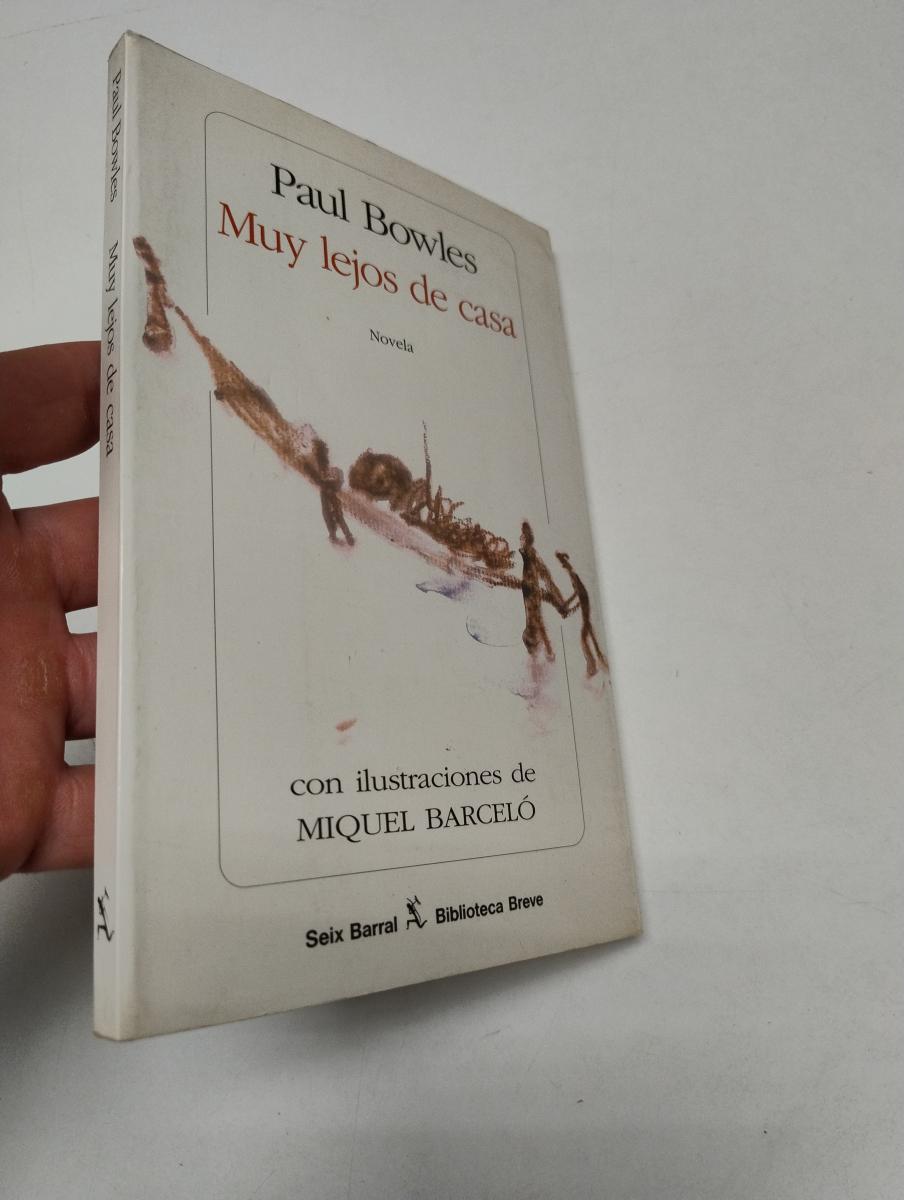 Paul Bowles Muy lejos de casa
Paul Bowles
Muy lejos de casa
Novela
con ilustraciones de
MIQUEL BARCELÓ
Seix Barral Biblioteca Breve